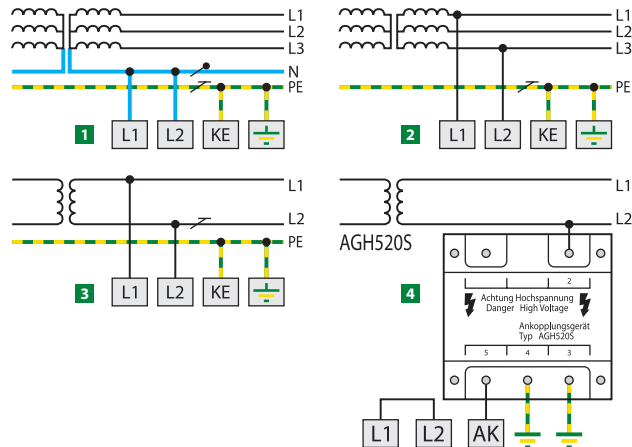 L1
L2
L3
N
PE
1
L1
L2
KE
L1
L2
L3
PE
2
L1
L2
KE
L1
L2
PE
3
L1
L2
KE
L1
L2
AGH520S
2
4
Achtung Hochspannung
Danger High Voltage
Ankopplungsgerät
Typ AGH520S
5 4 3
L1
L2
AK